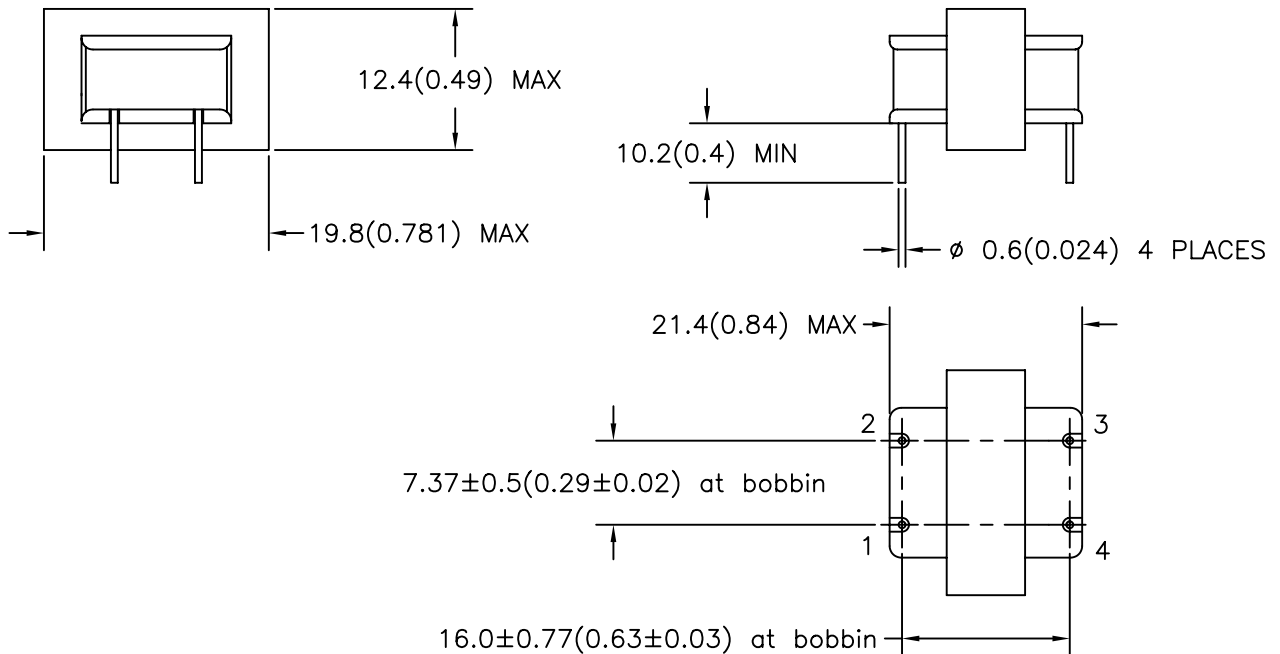 12.4(0.49) MAX
10.2(0.4) MIN
19.8(0.781) MAX
ø 0.6(0.024) 4 PLACES
21.4(0.84) MAX
2
3
7.37±0.5(0.29±0.02) at bobbin
1
4
16.0±0.77(0.63±0.03) at bobbin